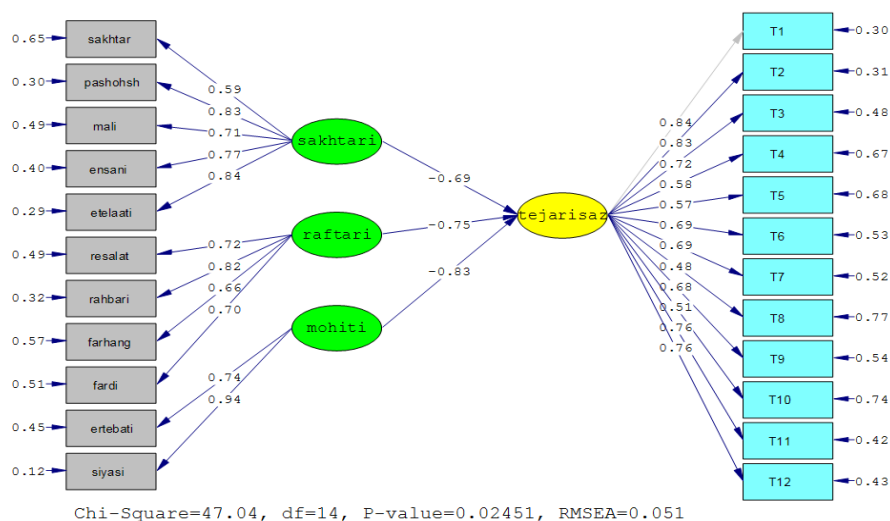 0.65 sakhtar
0.30 pashohsh
0.49 mali
0.40 ensani
0.29 etelaati
0.49 resalat
0.32 rahbari
0.57 farhang
0.51 fardi
0.45 ertebati
0.12 siyasi
0.59
0.83
0.71
0.77
0.84
0.72
0.82
0.66
0.70
0.74
0.94
sakhtari
raftari
mohiti
-0.69
-0.75
-0.83
tejarisaz
0.84
0.83
0.72
0.58
0.57
0.69
0.69
0.48
0.68
0.51
0.76
0.76
T1 0.30
T2 0.31
T3 0.48
T4 0.67
T5 0.68
T6 0.53
T7 0.52
T8 0.77
T9 0.54
T10 0.74
T11 0.42
T12 0.43
Chi-Square=47.04, df=14, P-value=0.02451, RMSEA=0.051